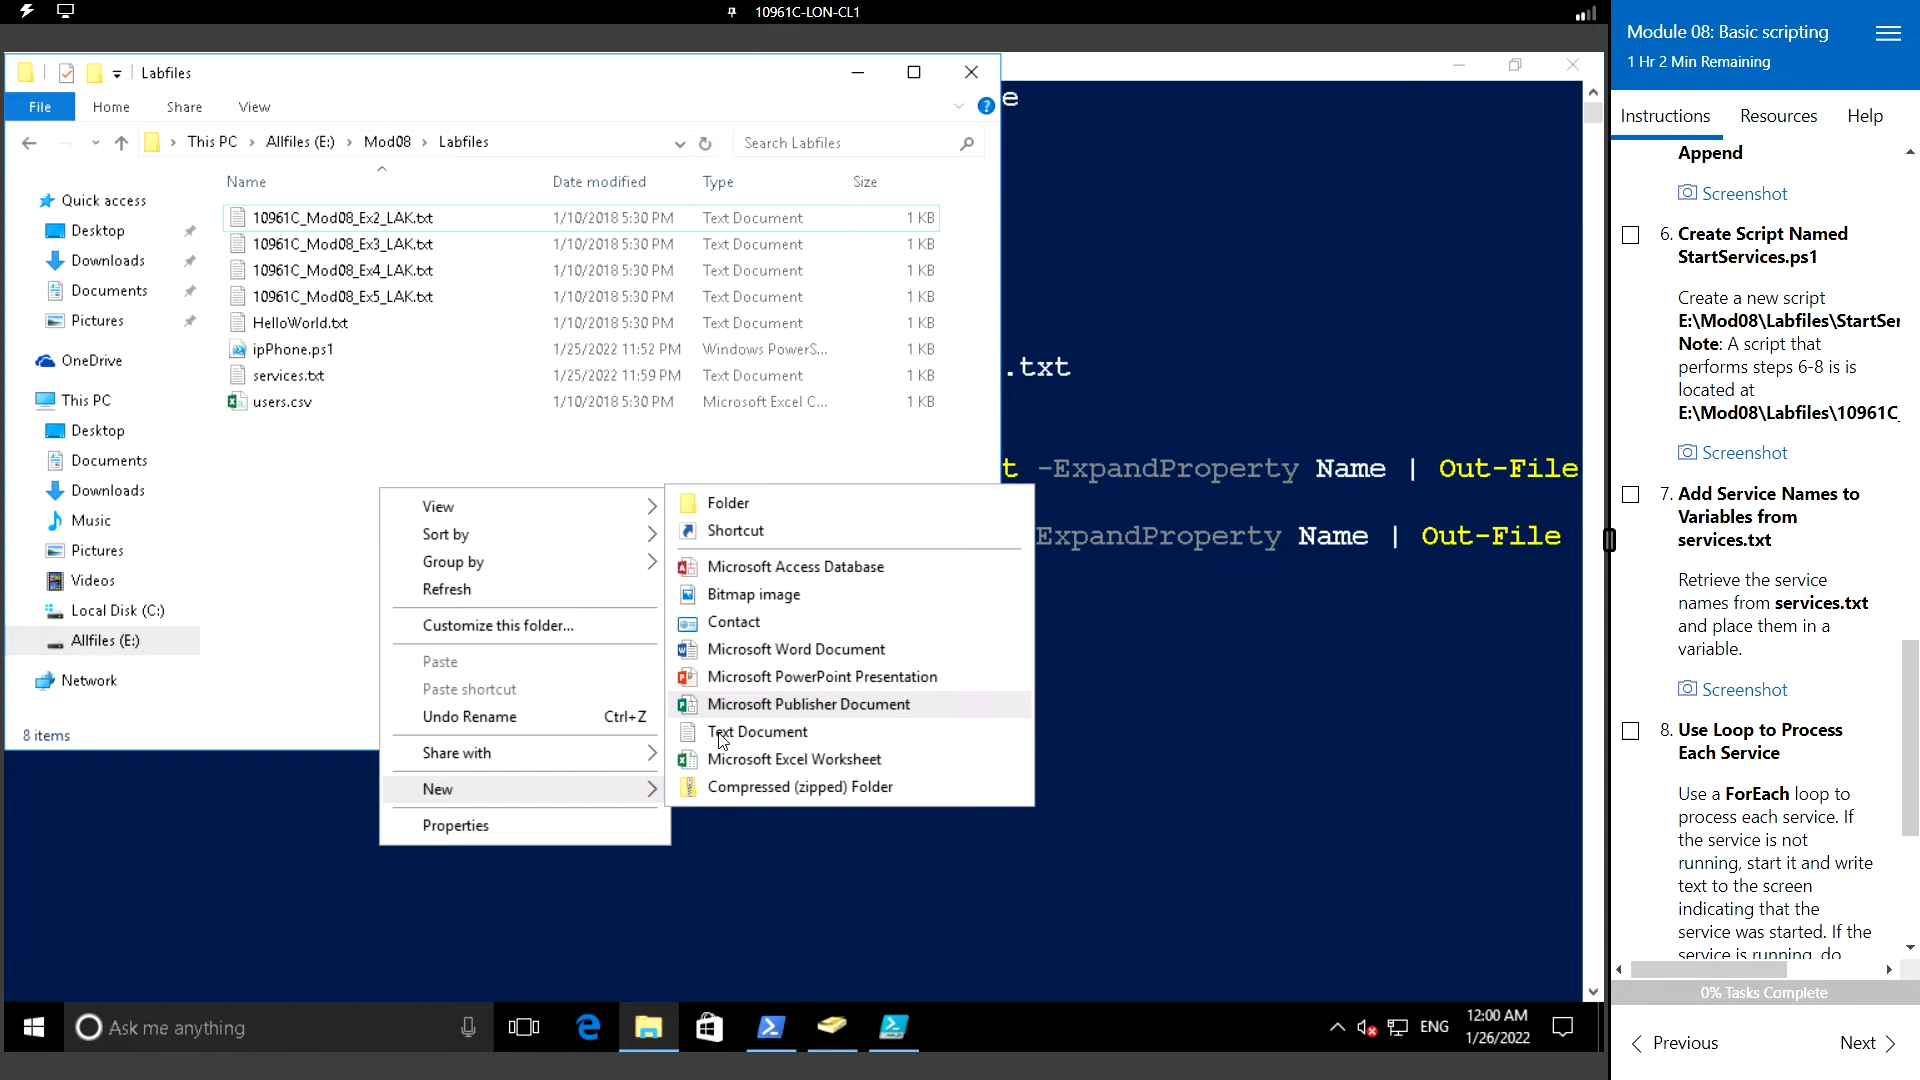 10961C-LON-CL1
Labfiles
File Home Share View
This PC Allfiles (E:) Mod08 Labfiles
Search Labfiles
Name Date modified Type Size
10961C_Mod08_Ex2_LAK.txt 1/10/2018 5:30 PM Text Document 1 KB
10961C_Mod08_Ex3_LAK.txt 1/10/2018 5:30 PM Text Document 1 KB
10961C_Mod08_Ex4_LAK.txt 1/10/2018 5:30 PM Text Document 1 KB
10961C_Mod08_Ex5_LAK.txt 1/10/2018 5:30 PM Text Document 1 KB
HelloWorld.txt 1/10/2018 5:30 PM Text Document 1 KB
ipPhone.ps1 1/25/2022 11:52 PM Windows PowerS... 1 KB
services.txt 1/25/2022 11:59 PM Text Document 1 KB
users.csv 1/10/2018 5:30 PM Microsoft Excel C... 1 KB
Quick access
Desktop
Downloads
Documents
Pictures
OneDrive
This PC
Desktop
Documents
Downloads
Music
Pictures
Videos
Local Disk (C:)
Allfiles (E:)
Network
8 items
View
Sort by
Group by
Refresh
Customize this folder...
Paste
Paste shortcut
Undo Rename Ctrl+Z
Share with
New
Properties
Folder
Shortcut
Microsoft Access Database
Bitmap image
Contact
Microsoft Word Document
Microsoft PowerPoint Presentation
Microsoft Publisher Document
Text Document
Microsoft Excel Worksheet
Compressed (zipped) Folder
e
.txt
t -ExpandProperty Name | Out-File
ExpandProperty Name | Out-File
Ask me anything
ENG
12:00 AM
1/26/2022
Module 08: Basic scripting
1 Hr 2 Min Remaining
Instructions Resources Help
Append
Screenshot
6. Create Script Named
StartServices.ps1
Create a new script
E:\Mod08\Labfiles\StartSer
Note: A script that
performs steps 6-8 is is
located at
E:\Mod08\Labfiles\10961C_
Screenshot
7. Add Service Names to
Variables from
services.txt
Retrieve the service
names from services.txt
and place them in a
variable.
Screenshot
8. Use Loop to Process
Each Service
Use a ForEach loop to
process each service. If
the service is not
running, start it and write
text to the screen
indicating that the
service was started. If the
service is running, do
0% Tasks Complete
Previous Next